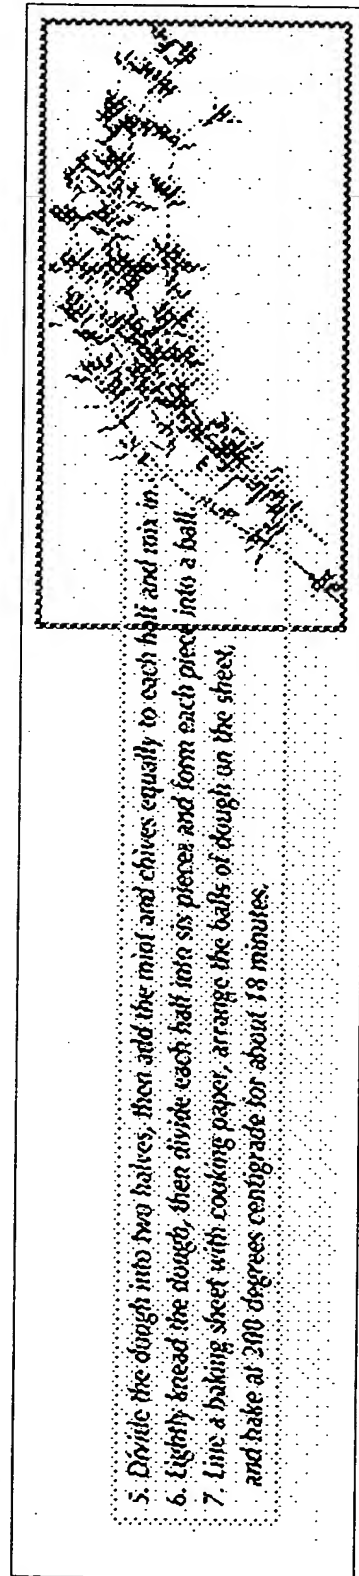 5. Divide the dough into two halves, then add the mint and chives equally to each half and mix in.
6. Lightly knead the dough, then divide each half into six pieces and form each piece into a ball.
7. Line a baking sheet with cooking paper, arrange the balls of dough on the sheet,
and bake at 200 degrees centigrade for about 18 minutes.